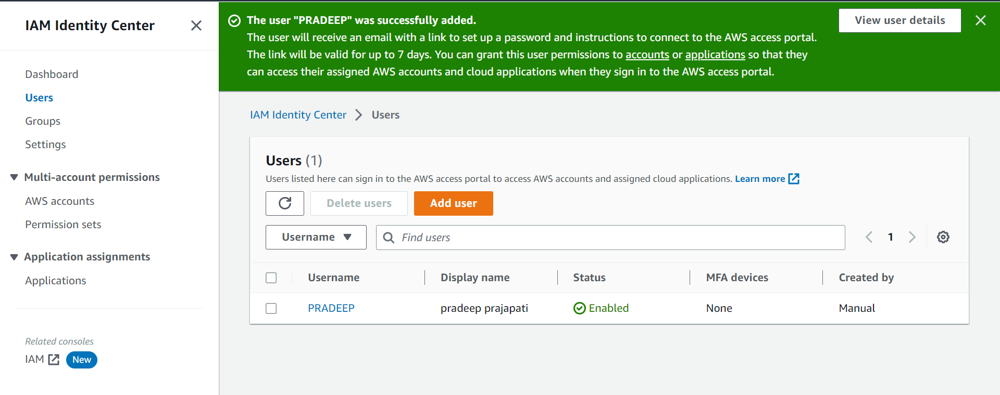 IAM Identity Center
Dashboard
Users
Groups
Settings
Multi-account permissions
AWS accounts
Permission sets
Application assignments
Applications
Related consoles
IAM New
The user "PRADEEP" was successfully added.
The user will receive an email with a link to set up a password and instructions to connect to the AWS access portal.
The link will be valid for up to 7 days. You can grant this user permissions to accounts or applications so that they
can access their assigned AWS accounts and cloud applications when they sign in to the AWS access portal.
View user details
IAM Identity Center Users
Users (1)
Users listed here can sign in to the AWS access portal to access AWS accounts and assigned cloud applications. Learn more
Delete users Add user
Username Find users 1
Username Display name Status MFA devices Created by
PRADEEP pradeep prajapati Enabled None Manual